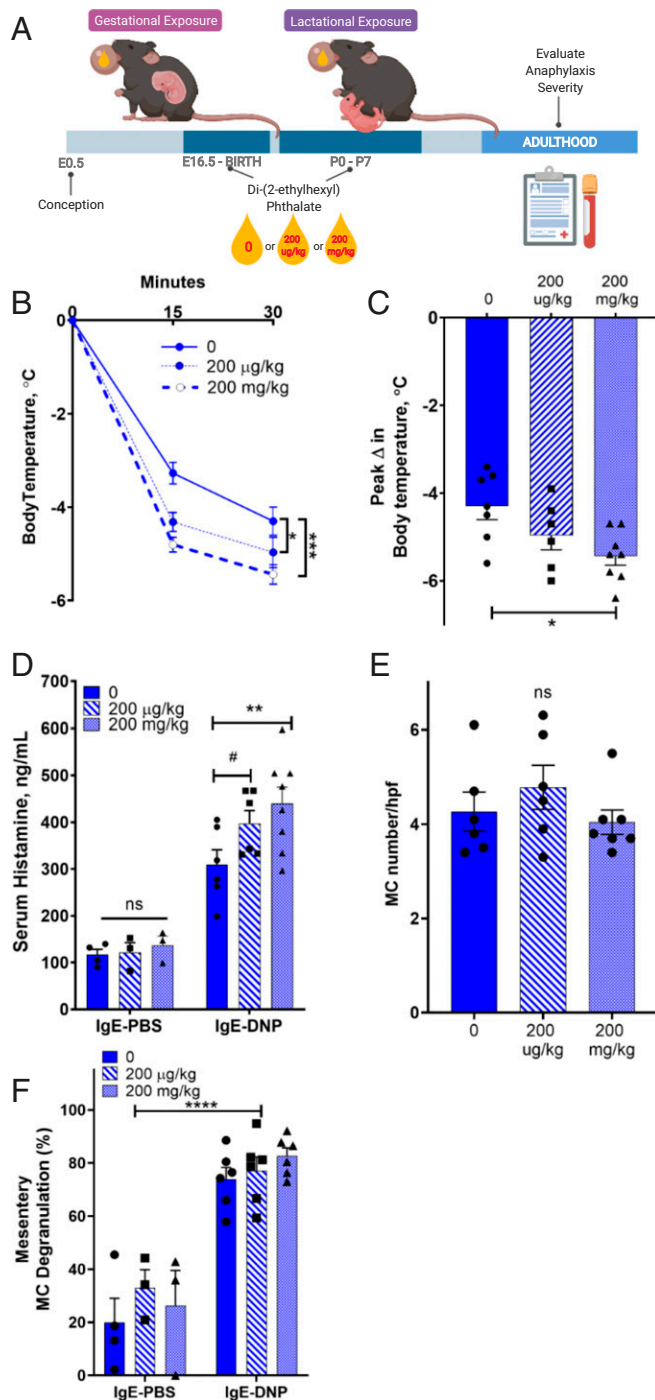 A
Gestational Exposure
Lactational Exposure
Evaluate
Anaphylaxis
Severity
ADULTHOOD
E0.5
E16.5 - BIRTH
P0 - P7
Conception
Di-(2-ethylhexyl)
Phthalate
0 or 200 ug/kg or 200 mg/kg
B
Minutes
0 15 30
0
-2
-4
-6
BodyTemperature, °C
0
200 µg/kg
200 mg/kg
*
***
C
0 200 ug/kg 200 mg/kg
0
-2
-4
-6
Peak Δ in
Body temperature, °C
*
D
0
200 µg/kg
200 mg/kg
700
600
500
400
300
200
100
0
Serum Histamine, ng/mL
ns
#
**
IgE-PBS IgE-DNP
E
6
4
2
0
MC number/hpf
ns
0 200 ug/kg 200 mg/kg
F
0
200 µg/kg
200 mg/kg
100
80
60
40
20
0
Mesentery
MC Degranulation (%)
****
IgE-PBS IgE-DNP